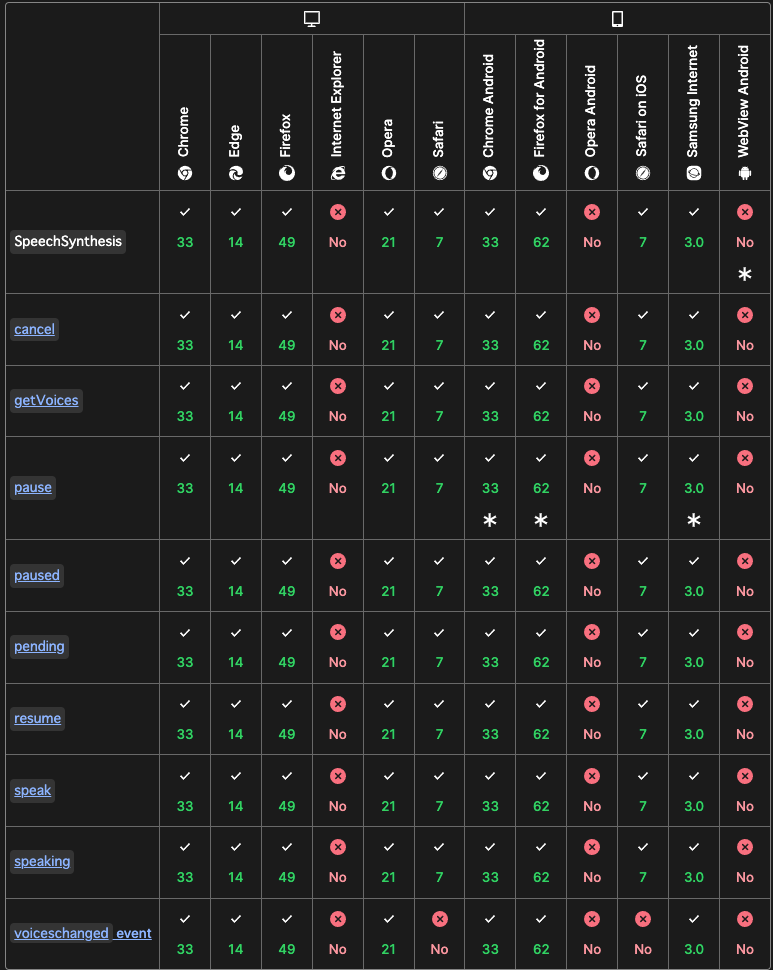 Chrome Edge Firefox Internet Explorer Opera Safari Chrome Android Firefox for Android Opera Android Safari on iOS Samsung Internet WebView Android
SpeechSynthesis 33 14 49 No 21 7 33 62 No 7 3.0 No
*
cancel 33 14 49 No 21 7 33 62 No 7 3.0 No
getVoices 33 14 49 No 21 7 33 62 No 7 3.0 No
pause 33 14 49 No 21 7 33 62 No 7 3.0 No
* * *
paused 33 14 49 No 21 7 33 62 No 7 3.0 No
pending 33 14 49 No 21 7 33 62 No 7 3.0 No
resume 33 14 49 No 21 7 33 62 No 7 3.0 No
speak 33 14 49 No 21 7 33 62 No 7 3.0 No
speaking 33 14 49 No 21 7 33 62 No 7 3.0 No
voiceschanged event 33 14 49 No 21 No 33 62 No No 3.0 No